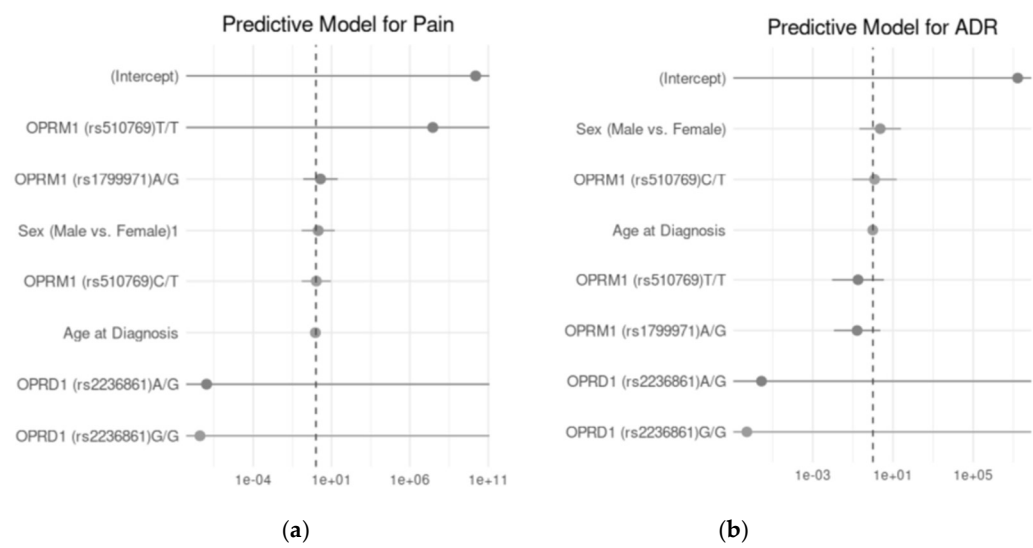 Predictive Model for Pain
(Intercept)
OPRM1 (rs510769)T/T
OPRM1 (rs1799971)A/G
Sex (Male vs. Female)1
OPRM1 (rs510769)C/T
Age at Diagnosis
OPRD1 (rs2236861)A/G
OPRD1 (rs2236861)G/G
1e-04 1e+01 1e+06 1e+11
(a)
Predictive Model for ADR
(Intercept)
Sex (Male vs. Female)
OPRM1 (rs510769)C/T
Age at Diagnosis
OPRM1 (rs510769)T/T
OPRM1 (rs1799971)A/G
OPRD1 (rs2236861)A/G
OPRD1 (rs2236861)G/G
1e-03 1e+01 1e+05
(b)